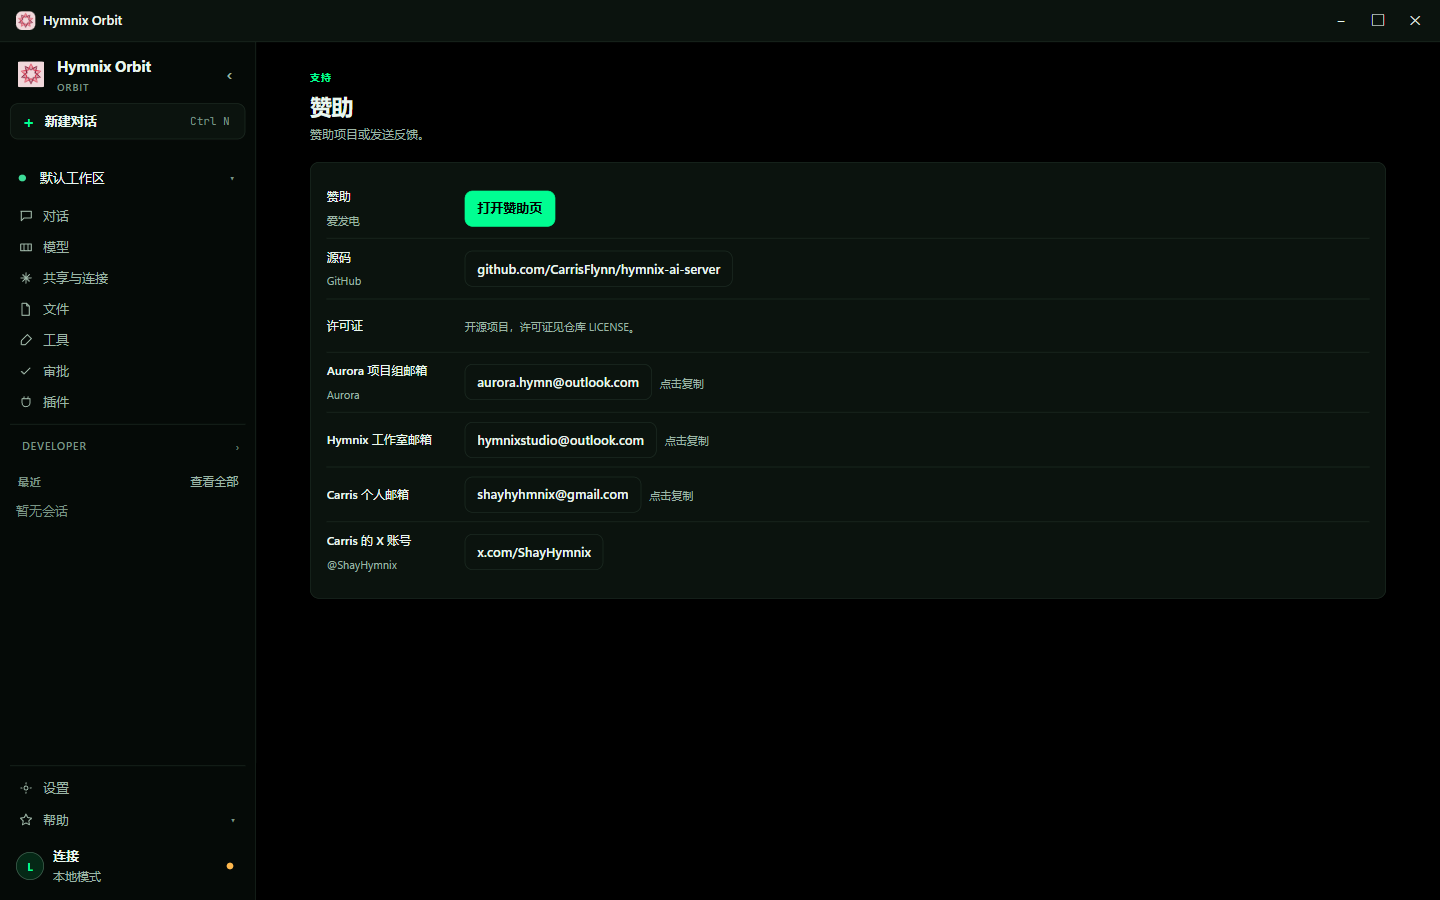 Hymnix Orbit
Hymnix Orbit
ORBIT
新建对话 Ctrl N
默认工作区
对话
模型
共享与连接
文件
工具
审批
插件
DEVELOPER
最近 查看全部
暂无会话
设置
帮助
L
连接
本地模式
支持
赞助
赞助项目或发送反馈。
赞助
爱发电
打开赞助页
源码
GitHub
github.com/CarrisFlynn/hymnix-ai-server
许可证
开源项目，许可证见仓库 LICENSE。
Aurora 项目组邮箱
Aurora
aurora.hymn@outlook.com 点击复制
Hymnix 工作室邮箱
hymnixstudio@outlook.com 点击复制
Carris 个人邮箱
shayhyhmnix@gmail.com 点击复制
Carris 的 X 账号
@ShayHymnix
x.com/ShayHymnix